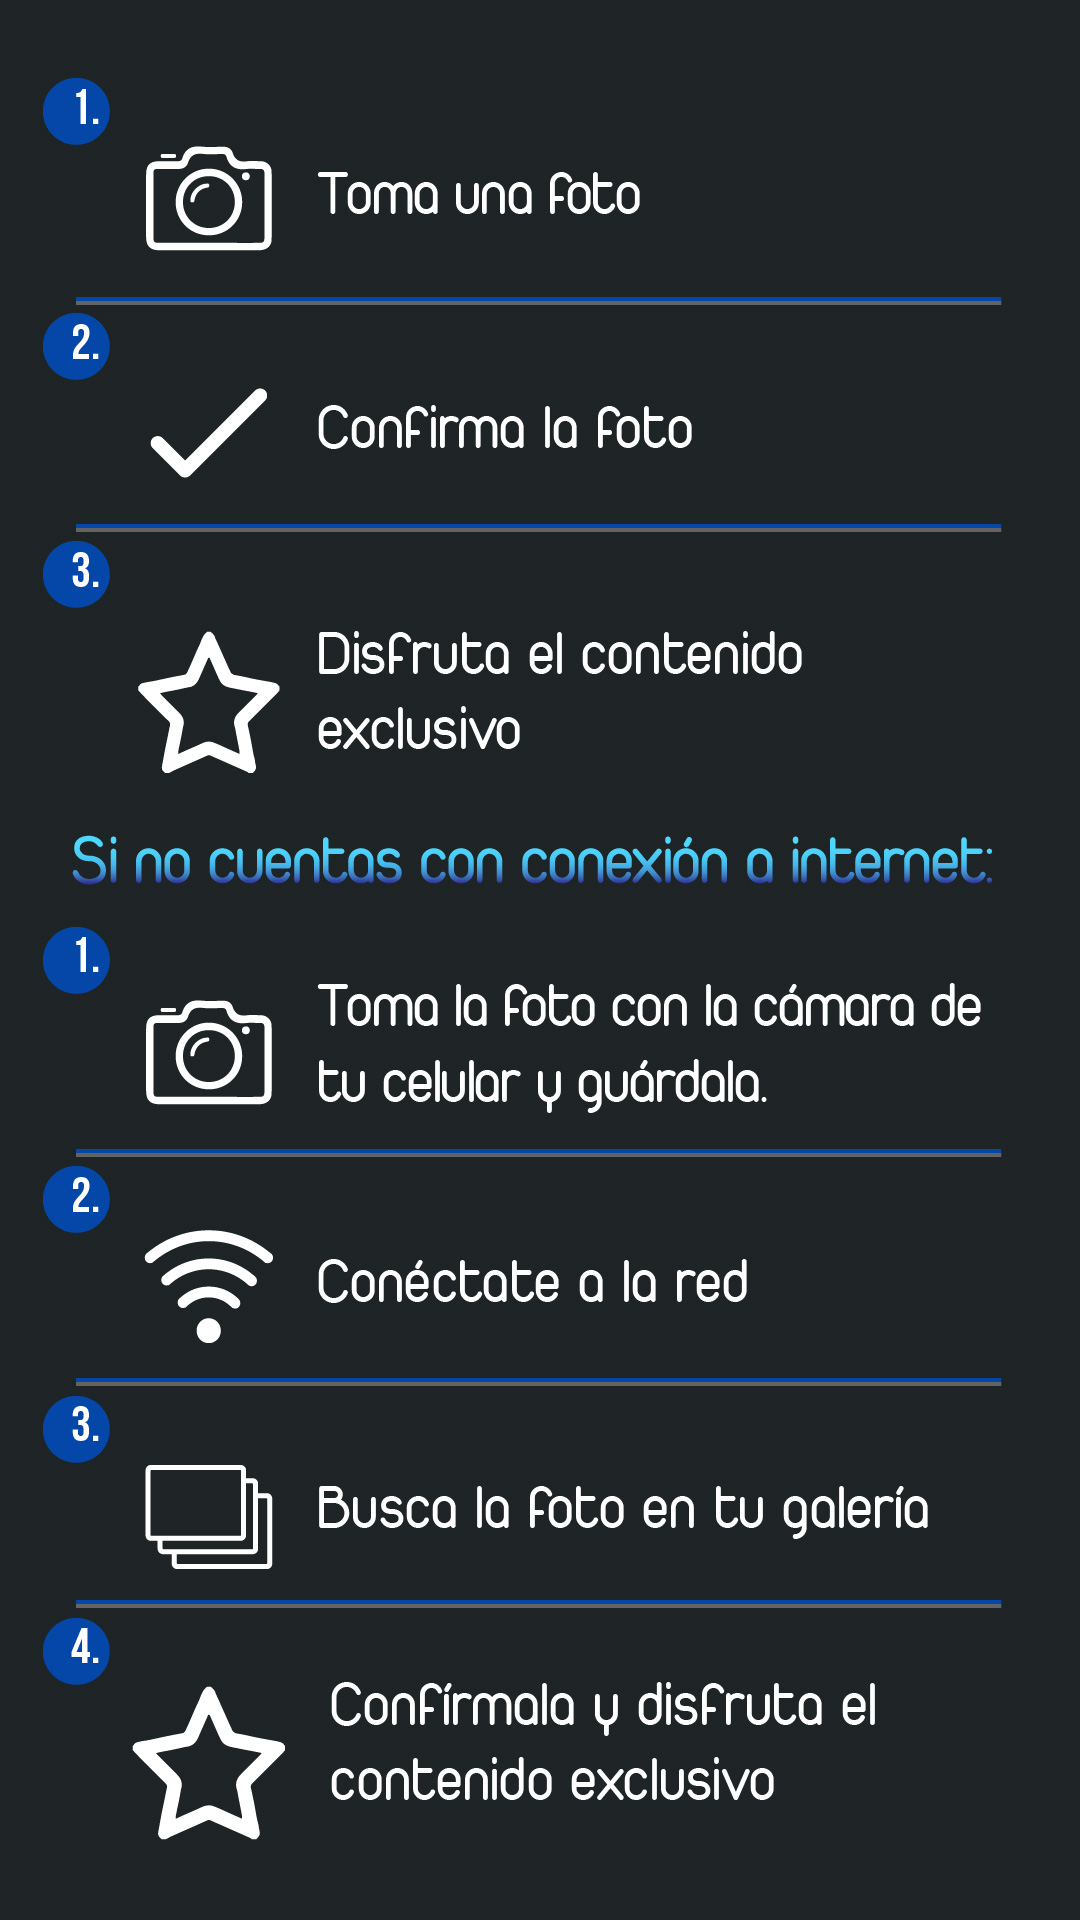 1.
Toma una foto
2.
Confirma la foto
3.
Disfruta el contenido
exclusivo
Si no cuentas con conexión a internet:
1.
Toma la foto con la cámara de
tu celular y guárdala.
2.
Conéctate a la red
3.
Busca la foto en tu galería
4.
Confírmala y disfruta el
contenido exclusivo